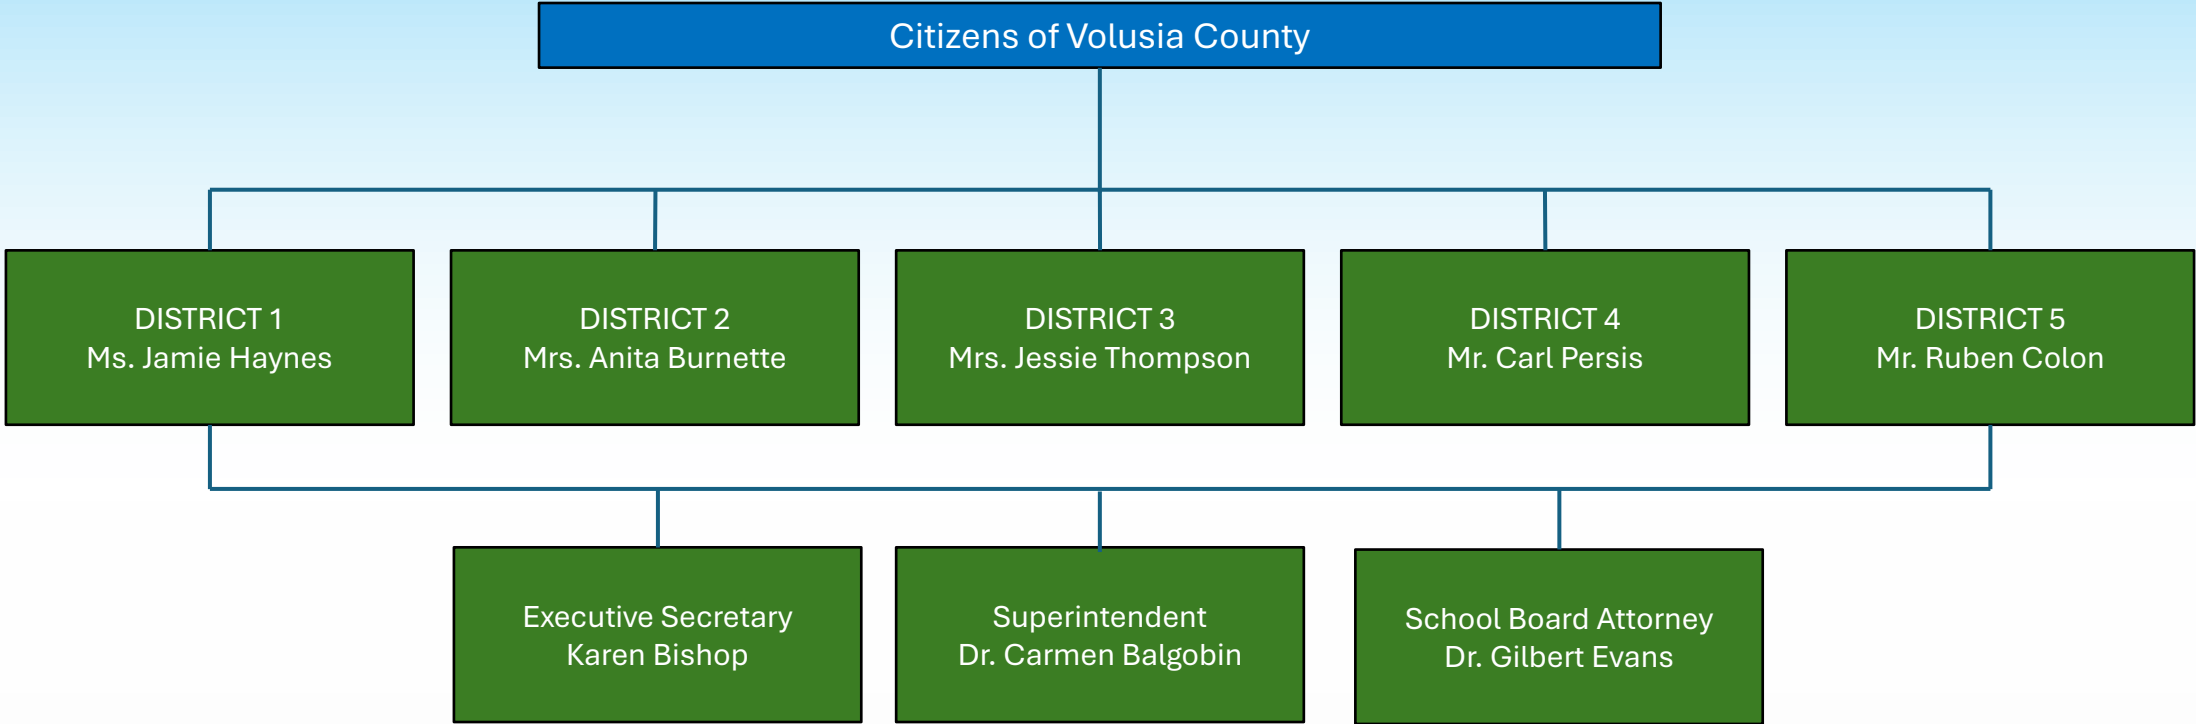 Citizens of Volusia County
DISTRICT 1
Ms. Jamie Haynes
DISTRICT 2
Mrs. Anita Burnette
DISTRICT 3
Mrs. Jessie Thompson
DISTRICT 4
Mr. Carl Persis
DISTRICT 5
Mr. Ruben Colon
Executive Secretary
Karen Bishop
Superintendent
Dr. Carmen Balgobin
School Board Attorney
Dr. Gilbert Evans